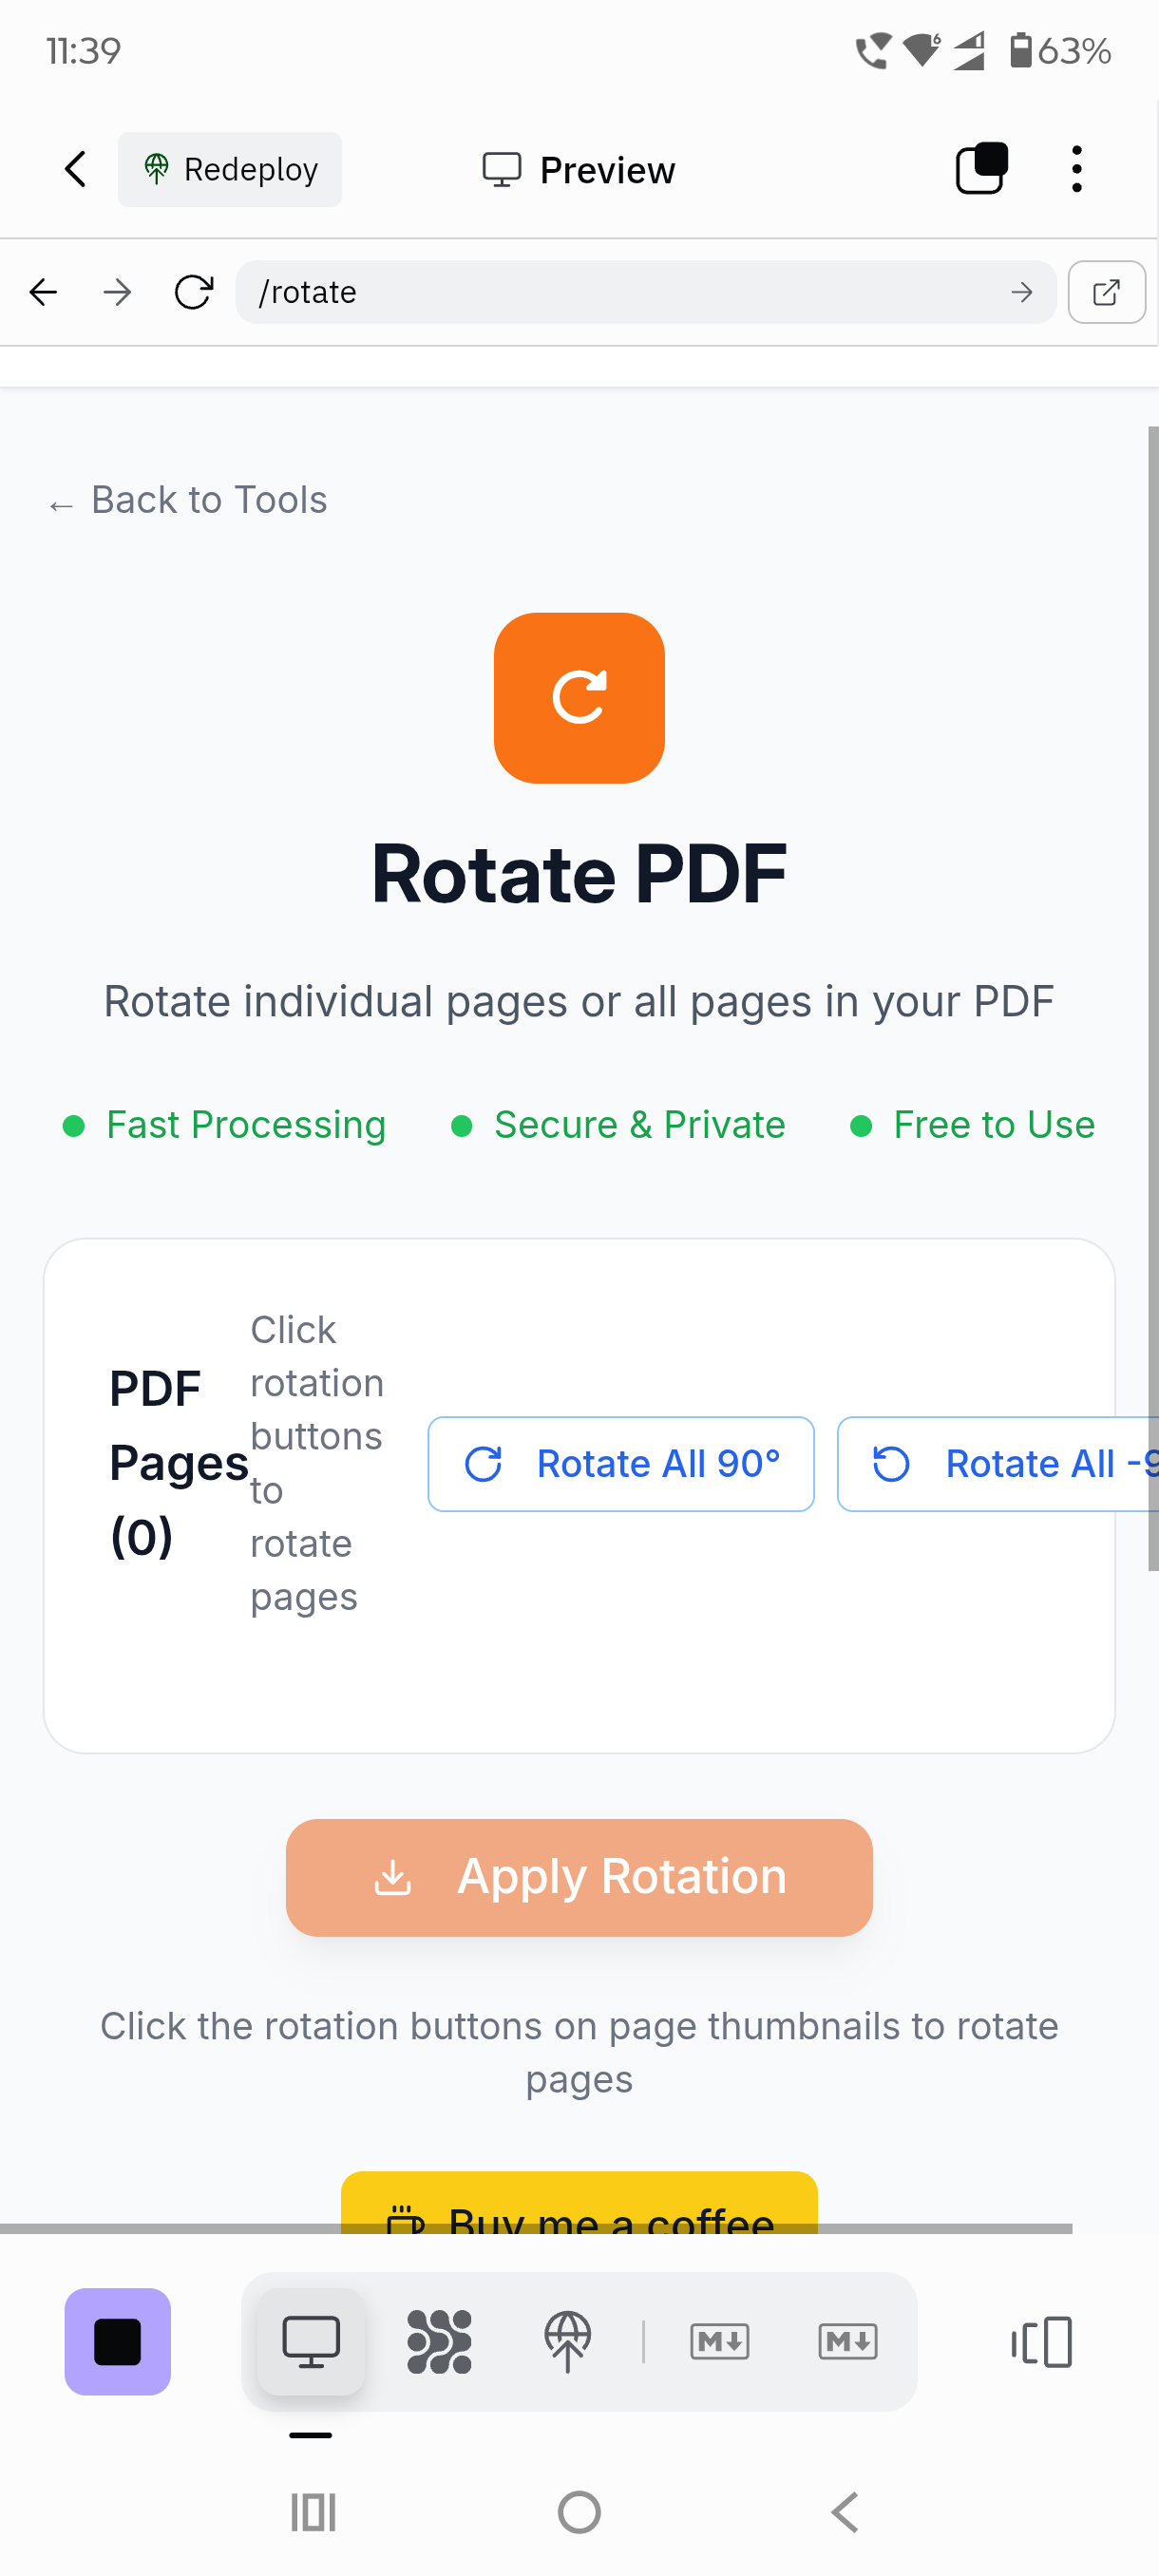 11:39
6
63%
Redeploy
Preview
/rotate
← Back to Tools
Rotate PDF
Rotate individual pages or all pages in your PDF
Fast Processing
Secure & Private
Free to Use
PDF
Pages
(0)
Click
rotation
buttons
to
rotate
pages
Rotate All 90°
Rotate All -9
Apply Rotation
Click the rotation buttons on page thumbnails to rotate
pages
Buy me a coffee
M
M